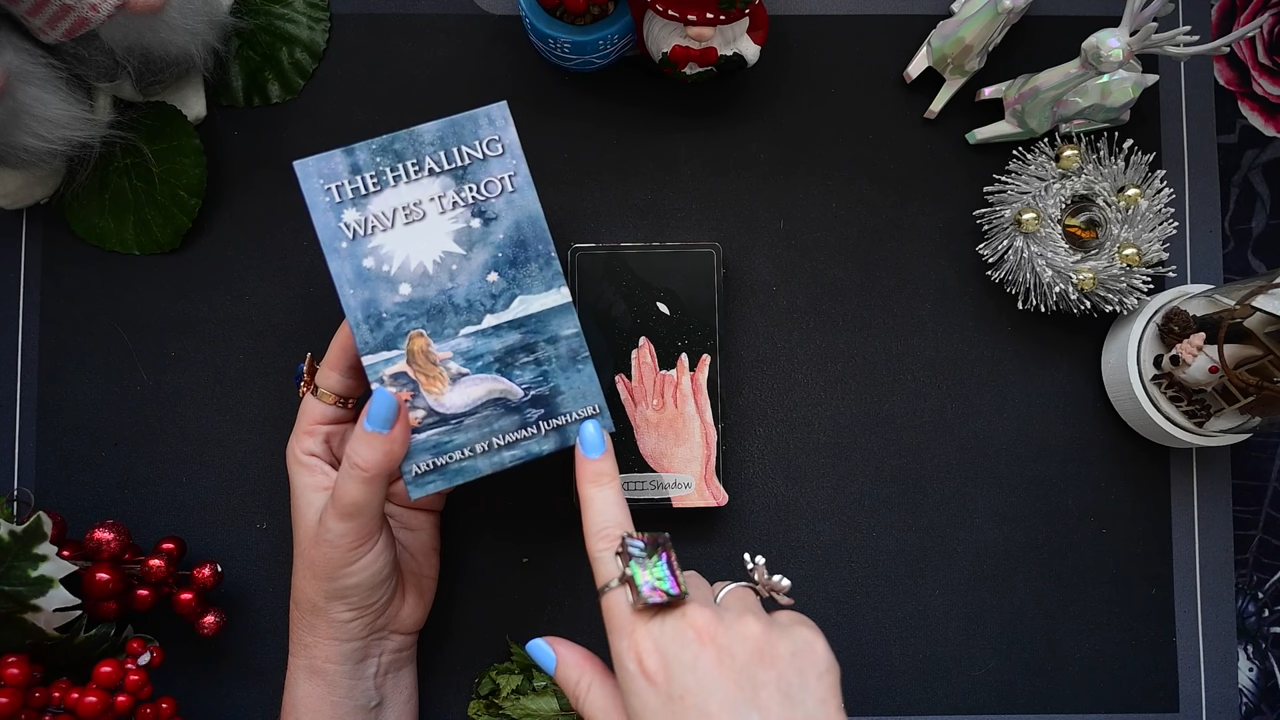 THE HEALING
WAVES TAROT
ARTWORK BY NAWAN JUNHASIRI
XIII.Shadow